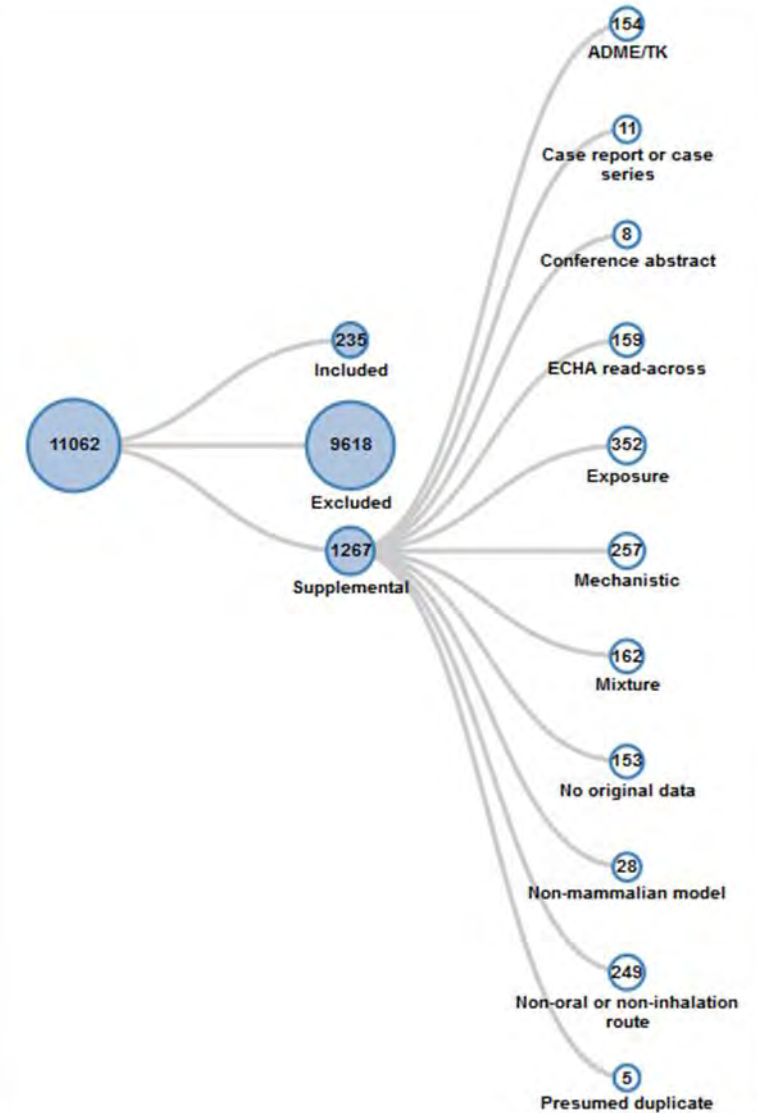 11062
235
Included
9618
Excluded
1267
Supplemental
154
ADME/TK
11
Case report or case
series
8
Conference abstract
159
ECHA read-across
352
Exposure
257
Mechanistic
162
Mixture
153
No original data
28
Non-mammalian model
249
Non-oral or non-inhalation
route
5
Presumed duplicate